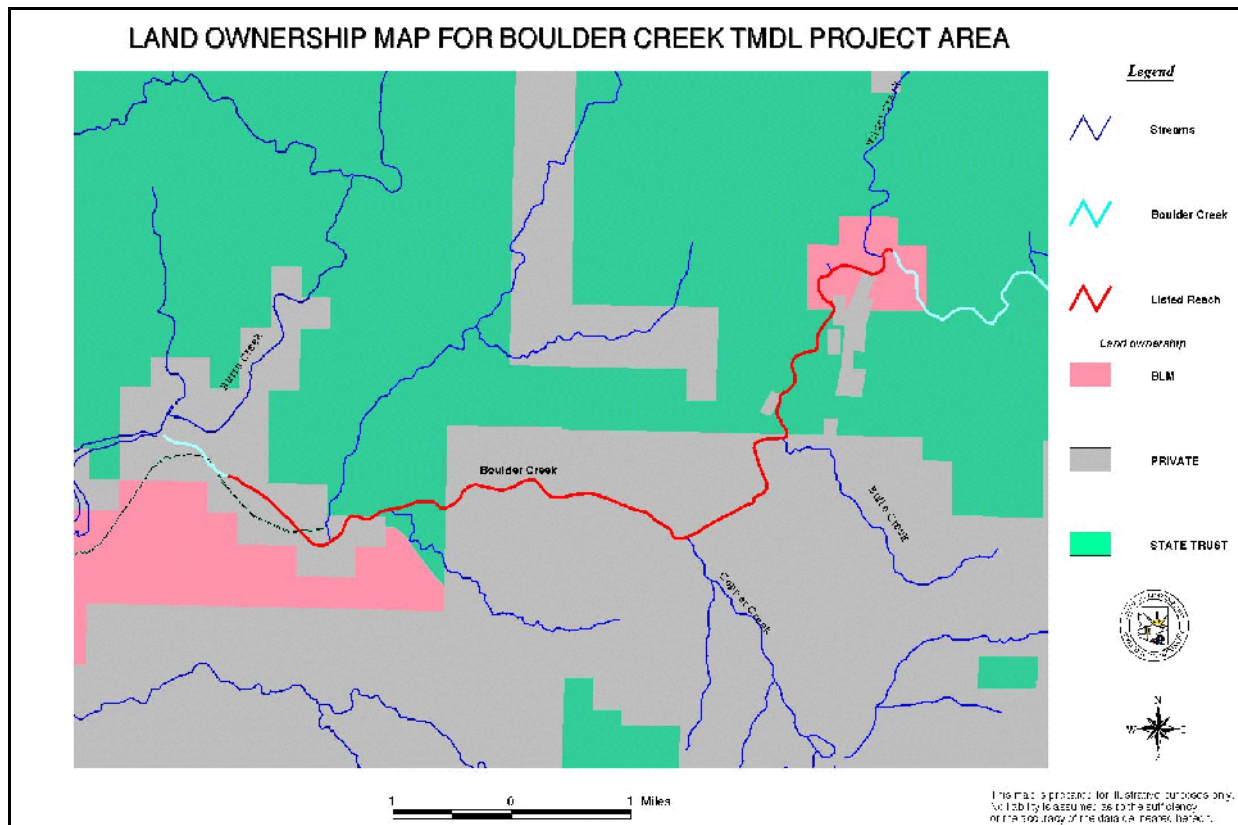 LAND OWNERSHIP MAP FOR BOULDER CREEK TMDL PROJECT AREA
Legend
Streams
Boulder Creek
Listed Reach
Land ownership
BLM
PRIVATE
STATE TRUST
Butte Creek
Boulder Creek
Butte Creek
Copper Creek
N
W
E
S
1 0 1 Miles
This map is prepared for illustrative purposes only.
No liability is assumed as to the sufficiency
or the accuracy of the data delineated hereon.